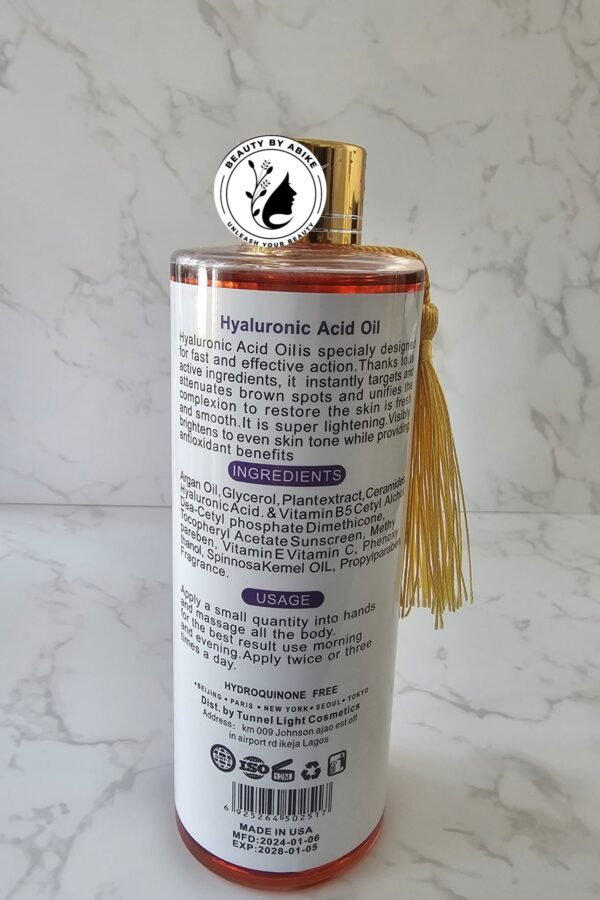 BEAUTY BY ABIKE
UNLEASH YOUR BEAUTY
Hyaluronic Acid Oil
Hyaluronic Acid Oil is specialy designed
for fast and effective action.Thanks to its
active ingredients, it instantly targets and
attenuates brown spots and unifies the
complexion to restore the skin is fresh
and smooth.It is super lightening.Visibly
brightens to even skin tone while providing
antioxidant benefits
INGREDIENTS
Argan Oil, Glycerol, Plantextract, Ceramides,
Hyaluronic Acid. & Vitamin B5 Cetyl Alchol,
Dea-Cetyl phosphate Dimethicone,
Tocopheryl Acetate Sunscreen, Methy
pareben, Vitamin E Vitamin C, Phenoxy
thanol, Spinnosa Kemel OIL, Propylparaben
Fragrance.
USAGE
Apply a small quantity into hands
and massage all the body.
for the best result use morning
and evening.Apply twice or three
times a day.
HYDROQUINONE FREE
•BEIJING • PARIS • NEW YORK• SEOUL• TOKYO
Dist. by Tunnel Light Cosmetics
Address: km 009 Johnson ajao est off
in airport rd ikeja Lagos
ISO
12M
6 925264 502517
MADE IN USA
MFD:2024-01-06
EXP:2028-01-05